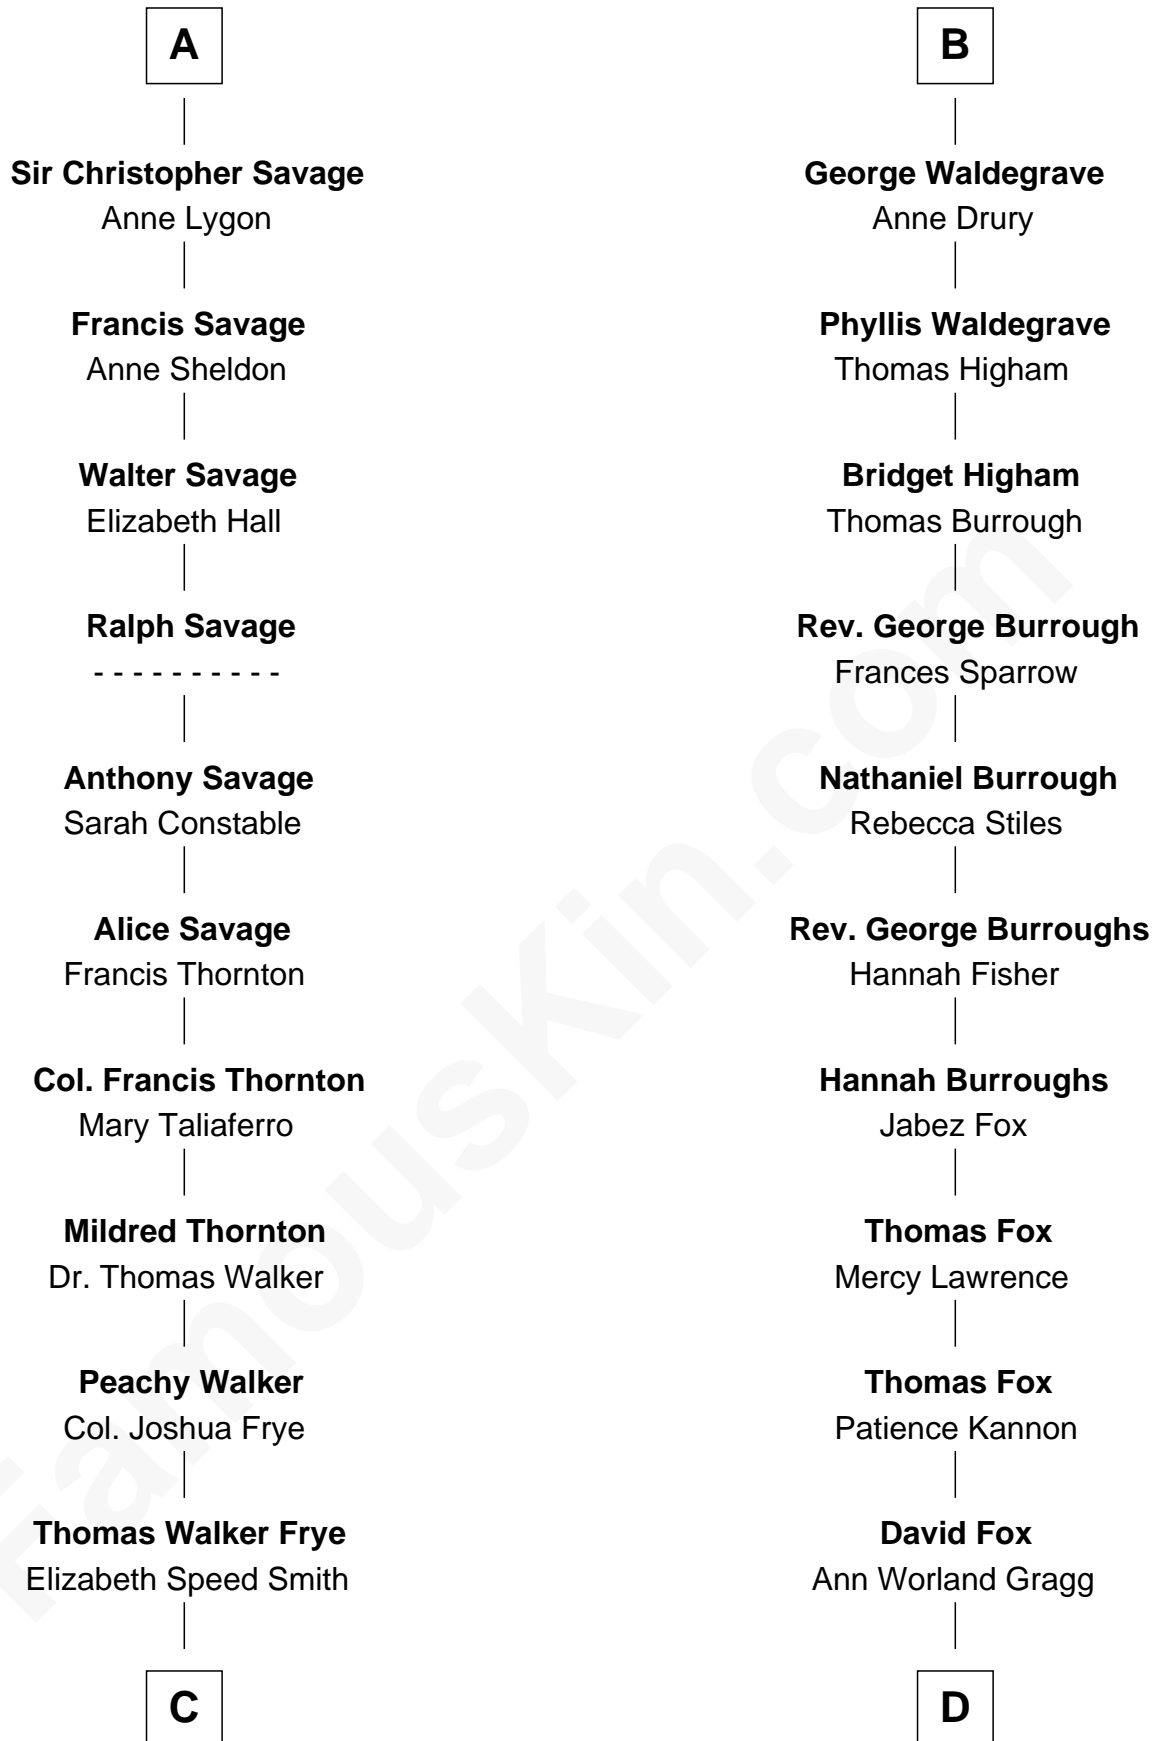 A
Sir Christopher Savage
Anne Lygon
Francis Savage
Anne Sheldon
Walter Savage
Elizabeth Hall
Ralph Savage
- - - - - - - - - -
Anthony Savage
Sarah Constable
Alice Savage
Francis Thornton
Col. Francis Thornton
Mary Taliaferro
Mildred Thornton
Dr. Thomas Walker
Peachy Walker
Col. Joshua Frye
Thomas Walker Frye
Elizabeth Speed Smith
C
B
George Waldegrave
Anne Drury
Phyllis Waldegrave
Thomas Higham
Bridget Higham
Thomas Burrough
Rev. George Burrough
Frances Sparrow
Nathaniel Burrough
Rebecca Stiles
Rev. George Burroughs
Hannah Fisher
Hannah Burroughs
Jabez Fox
Thomas Fox
Mercy Lawrence
Thomas Fox
Patience Kannon
David Fox
Ann Worland Gragg
D
FamousKin.com